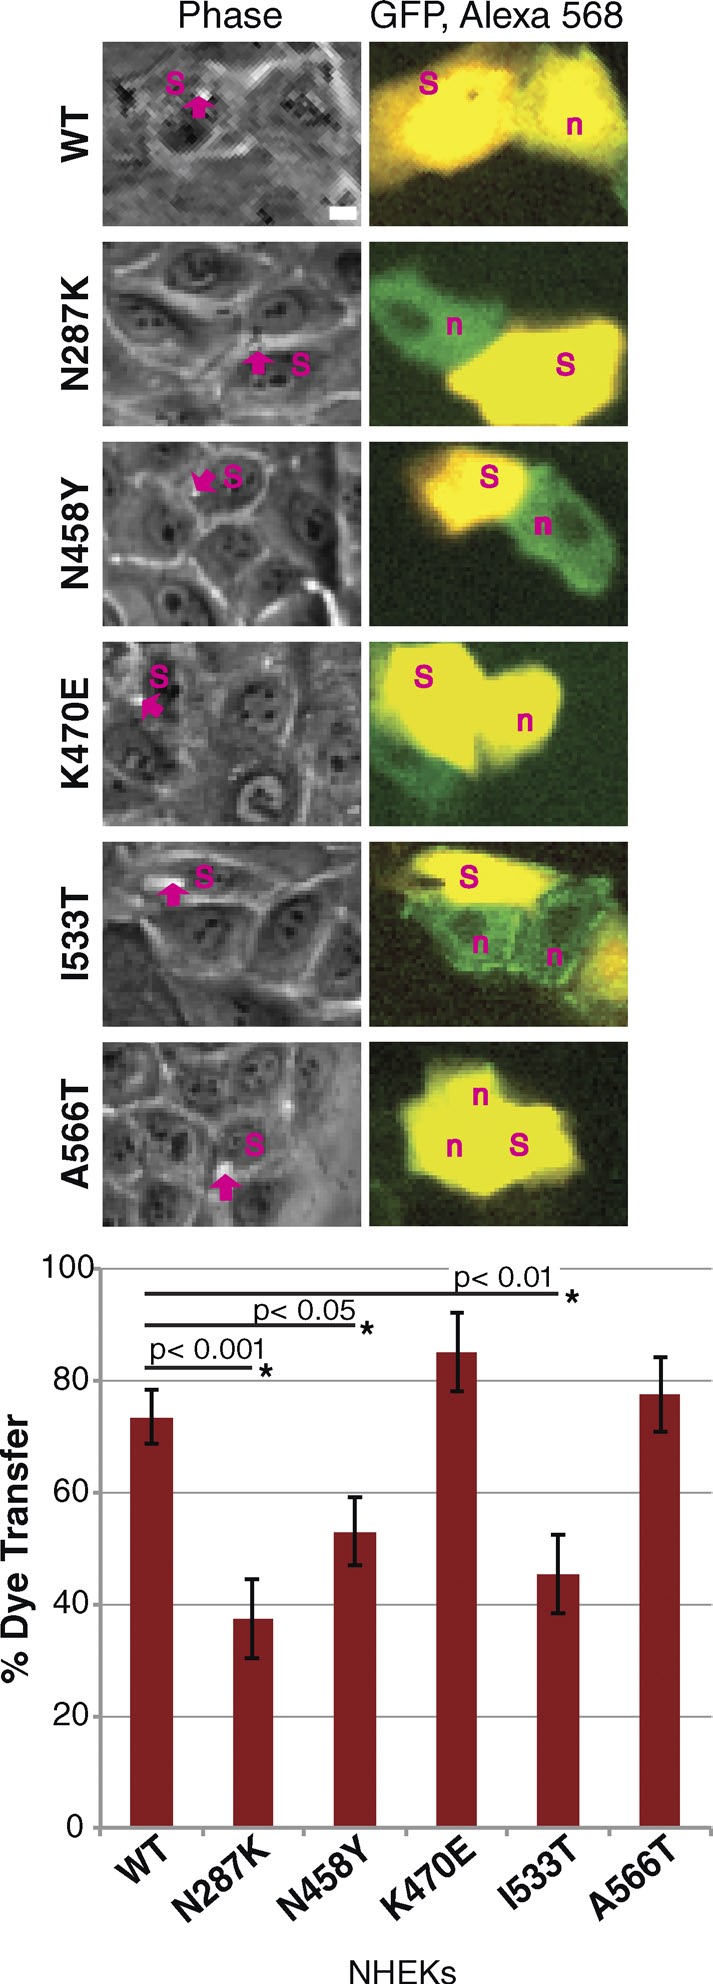 Phase GFP, Alexa 568
WT S S n
N287K S n S
N458Y S S n
K470E S S n
I533T S S n n
A566T S n n S
100
p< 0.01 *
p< 0.05 *
p< 0.001 *
80
60
40
20
0
% Dye Transfer
WT N287K N458Y K470E I533T A566T
NHEKs